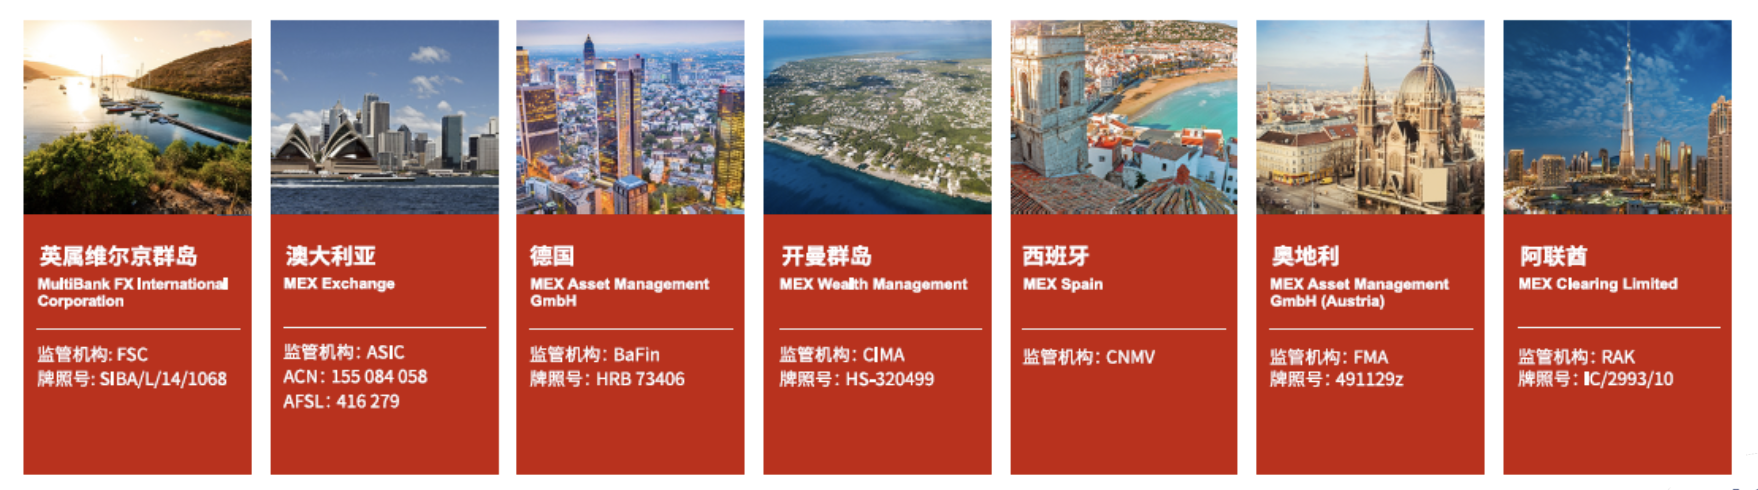 英属维尔京群岛
MultiBank FX International
Corporation
监管机构: FSC
牌照号: SIBA/L/14/1068
澳大利亚
MEX Exchange
监管机构：ASIC
ACN：155 084 058
AFSL：416 279
德国
MEX Asset Management
GmbH
监管机构：BaFin
牌照号：HRB 73406
开曼群岛
MEX Wealth Management
监管机构：CIMA
牌照号：HS-320499
西班牙
MEX Spain
监管机构：CNMV
奥地利
MEX Asset Management
GmbH (Austria)
监管机构：FMA
牌照号：491129z
阿联酋
MEX Clearing Limited
监管机构：RAK
牌照号：IC/2993/10